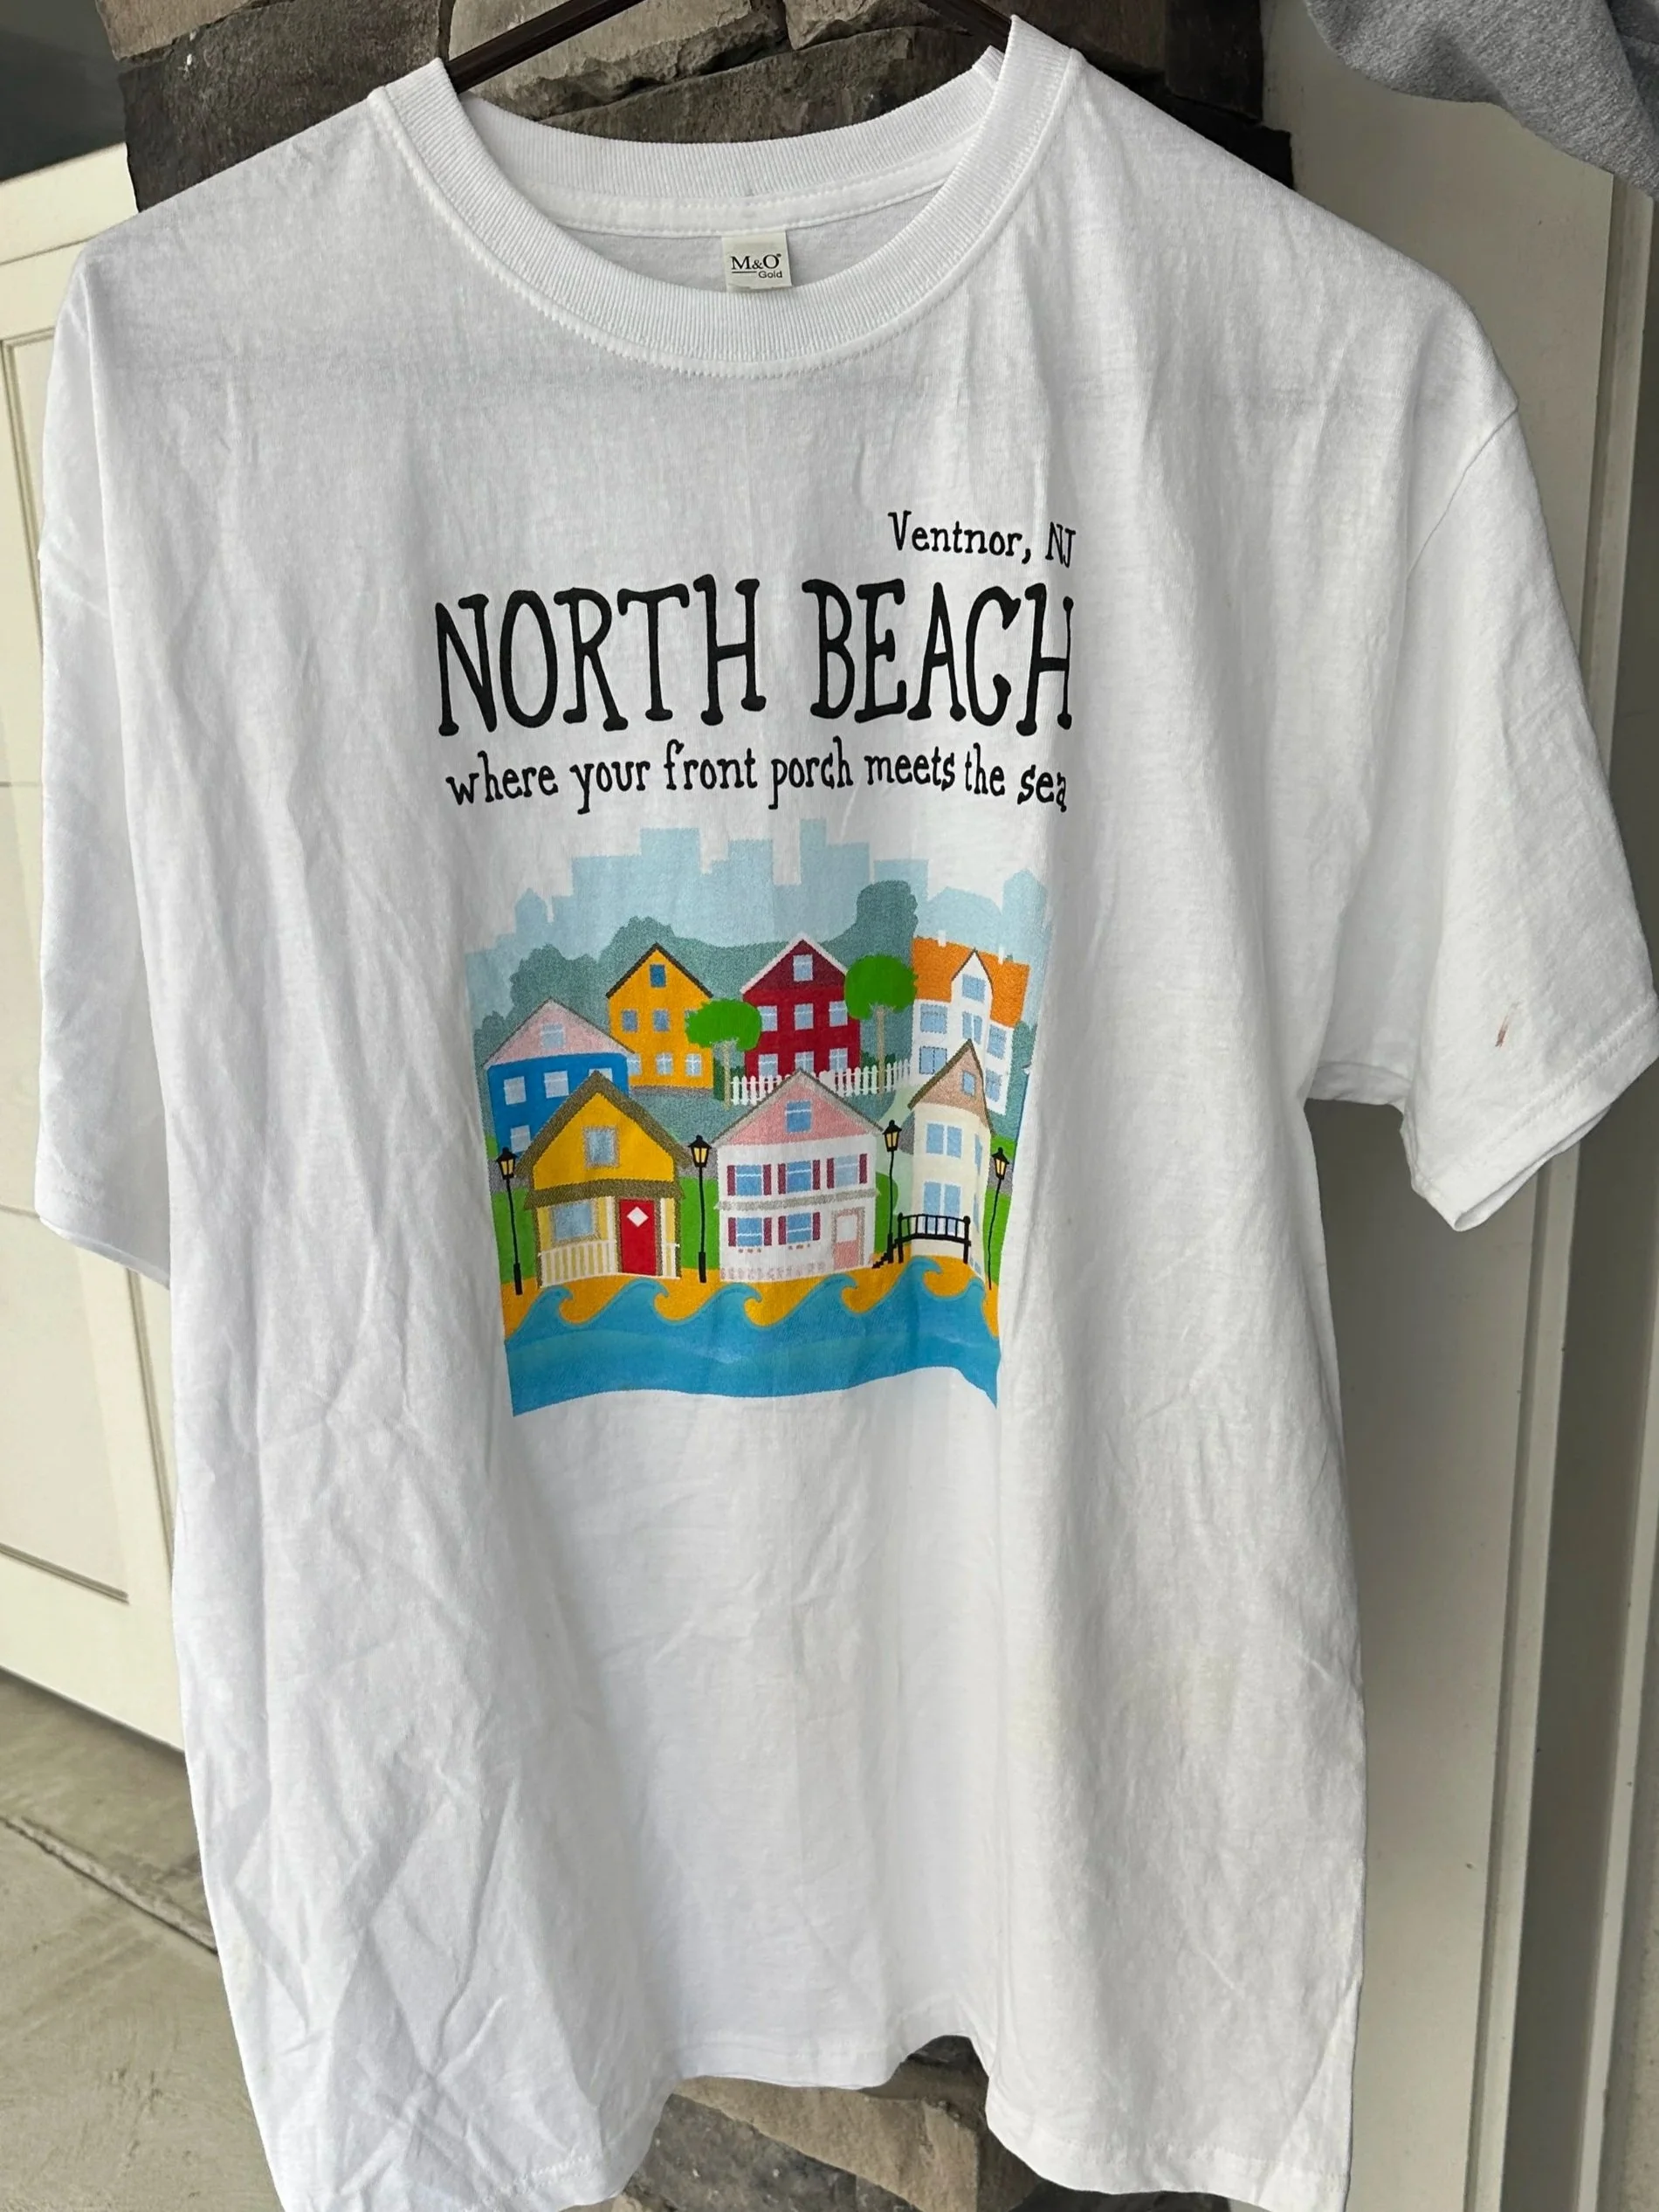 M&O
Gold
Ventnor, NJ
NORTH BEACH
where your front porch meets the sea